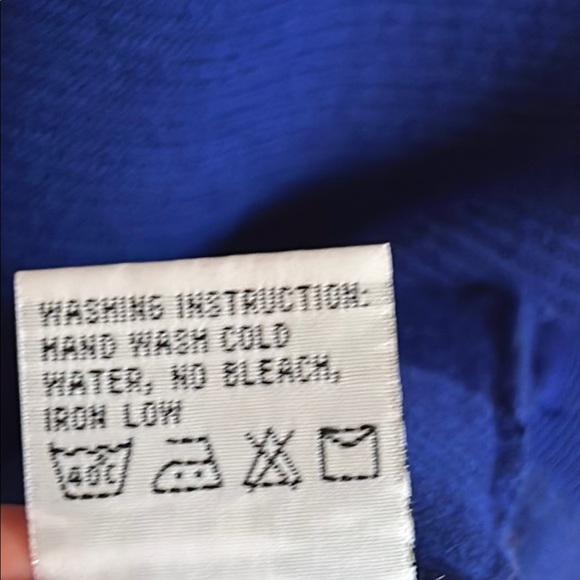 WASHING INSTRUCTION:
HAND WASH COLD
WATER, NO BLEACH,
IRON LOW
40C